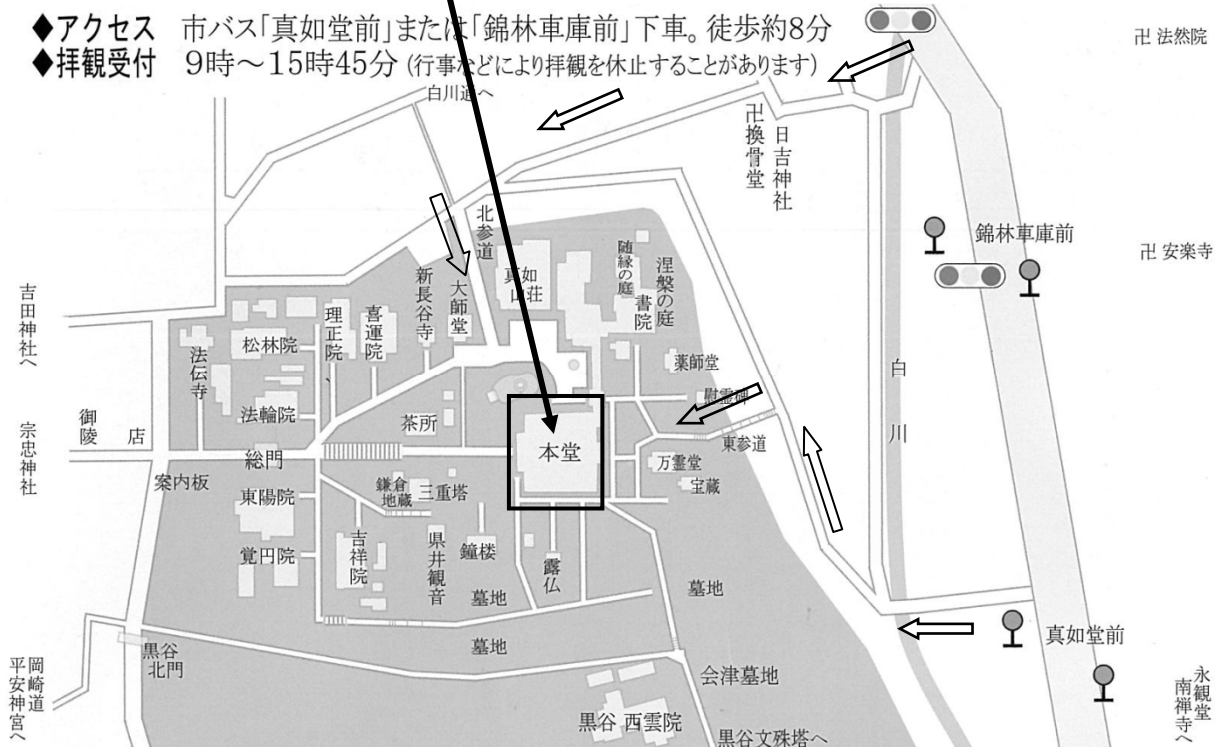 ◆アクセス 市バス「真如堂前」または「錦林車庫前」下車。徒歩約8分
◆拝観受付 9時～15時45分(行事などにより拝観を休止することがあります)
白川通へ
卍 法然院
日吉神社
卍換骨堂
錦林車庫前
卍 安楽寺
北参道
真如
山荘
随縁の庭
涅槃の庭
書院
新長谷寺
大師堂
喜運院
理正院
松林院
法伝寺
吉田神社へ
薬師堂
慰霊碑
白川
法輪院
茶所
本堂
東参道
御陵
店
宗忠神社
総門
案内板
万霊堂
宝蔵
東陽院
鎌倉
地蔵
三重塔
覚円院
吉祥院
県井観音
鐘楼
露仏
墓地
墓地
墓地
真如堂前
黒谷
北門
会津墓地
岡崎道
平安神宮へ
永観堂
南禅寺へ
黒谷 西雲院
黒谷文殊塔へ